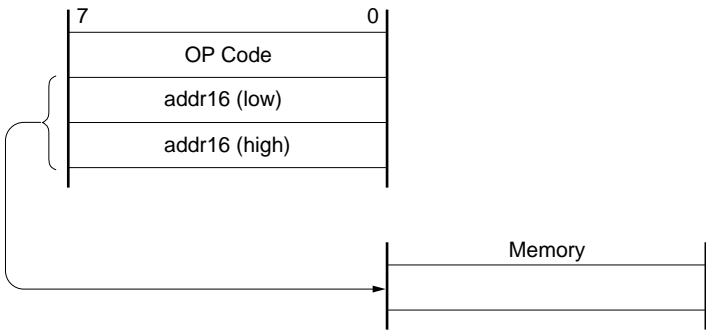 7 0
OP Code
addr16 (low)
addr16 (high)
Memory